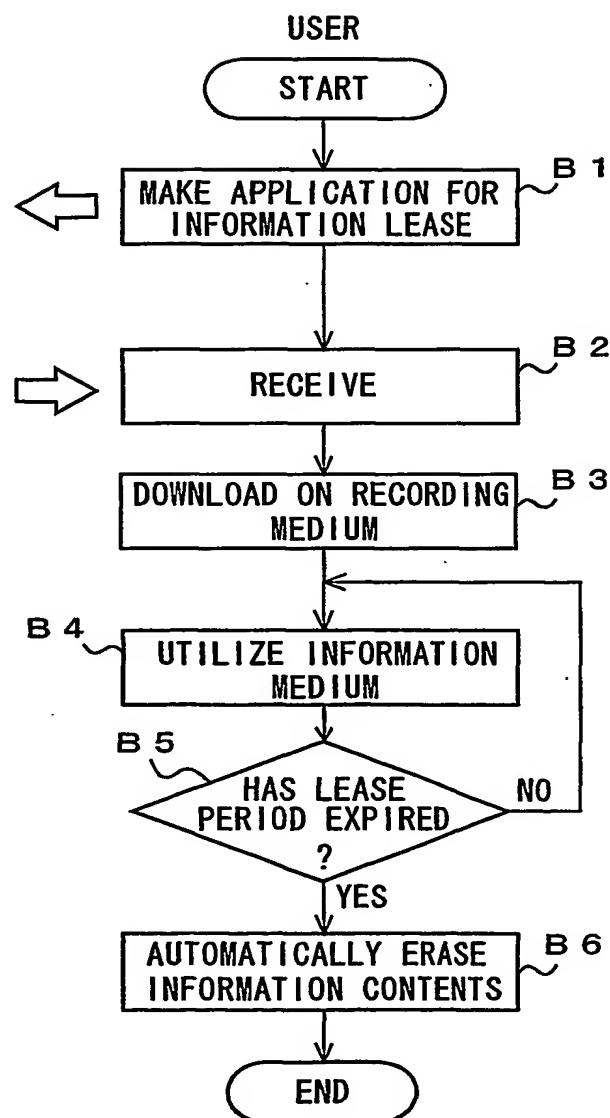 USER
START
B 1
MAKE APPLICATION FOR
INFORMATION LEASE
B 2
RECEIVE
B 3
DOWNLOAD ON RECORDING
MEDIUM
B 4
UTILIZE INFORMATION
MEDIUM
B 5
HAS LEASE
PERIOD EXPIRED
?
NO
YES
B 6
AUTOMATICALLY ERASE
INFORMATION CONTENTS
END